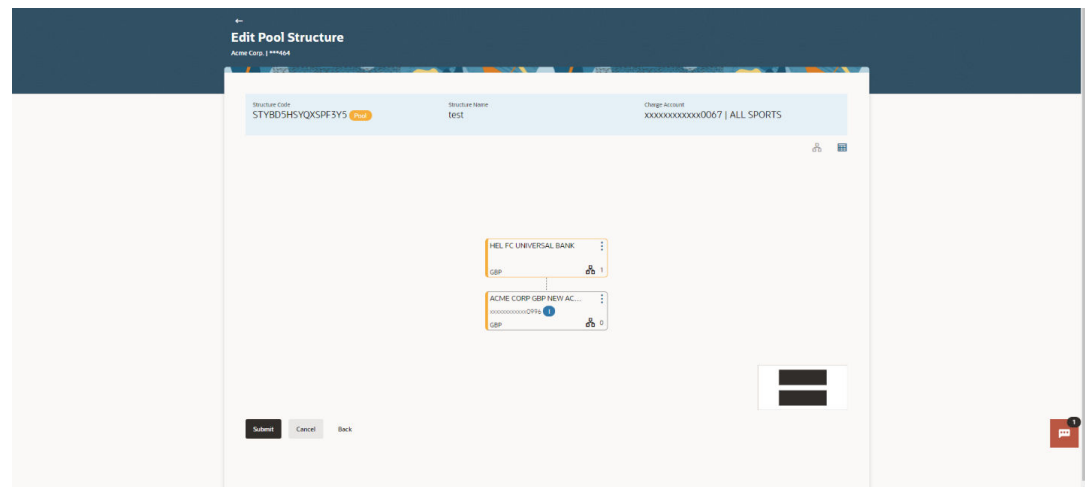 ←
Edit Pool Structure
Acme Corp. | ***464
Structure Code
STYBD5HSYQXSPF3Y5 Pool
Structure Name
test
Charge Account
xxxxxxxxxxxx0067 | ALL SPORTS
HEL FC UNIVERSAL BANK
GBP 1
ACME CORP GBP NEW AC...
xxxxxxxxxxxx0996 I
GBP 0
Submit Cancel Back
1